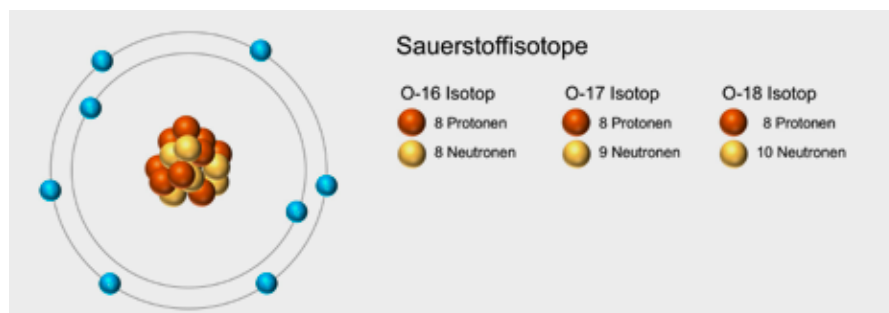 Sauerstoffisotope
O-16 Isotop
8 Protonen
8 Neutronen
O-17 Isotop
8 Protonen
9 Neutronen
O-18 Isotop
8 Protonen
10 Neutronen